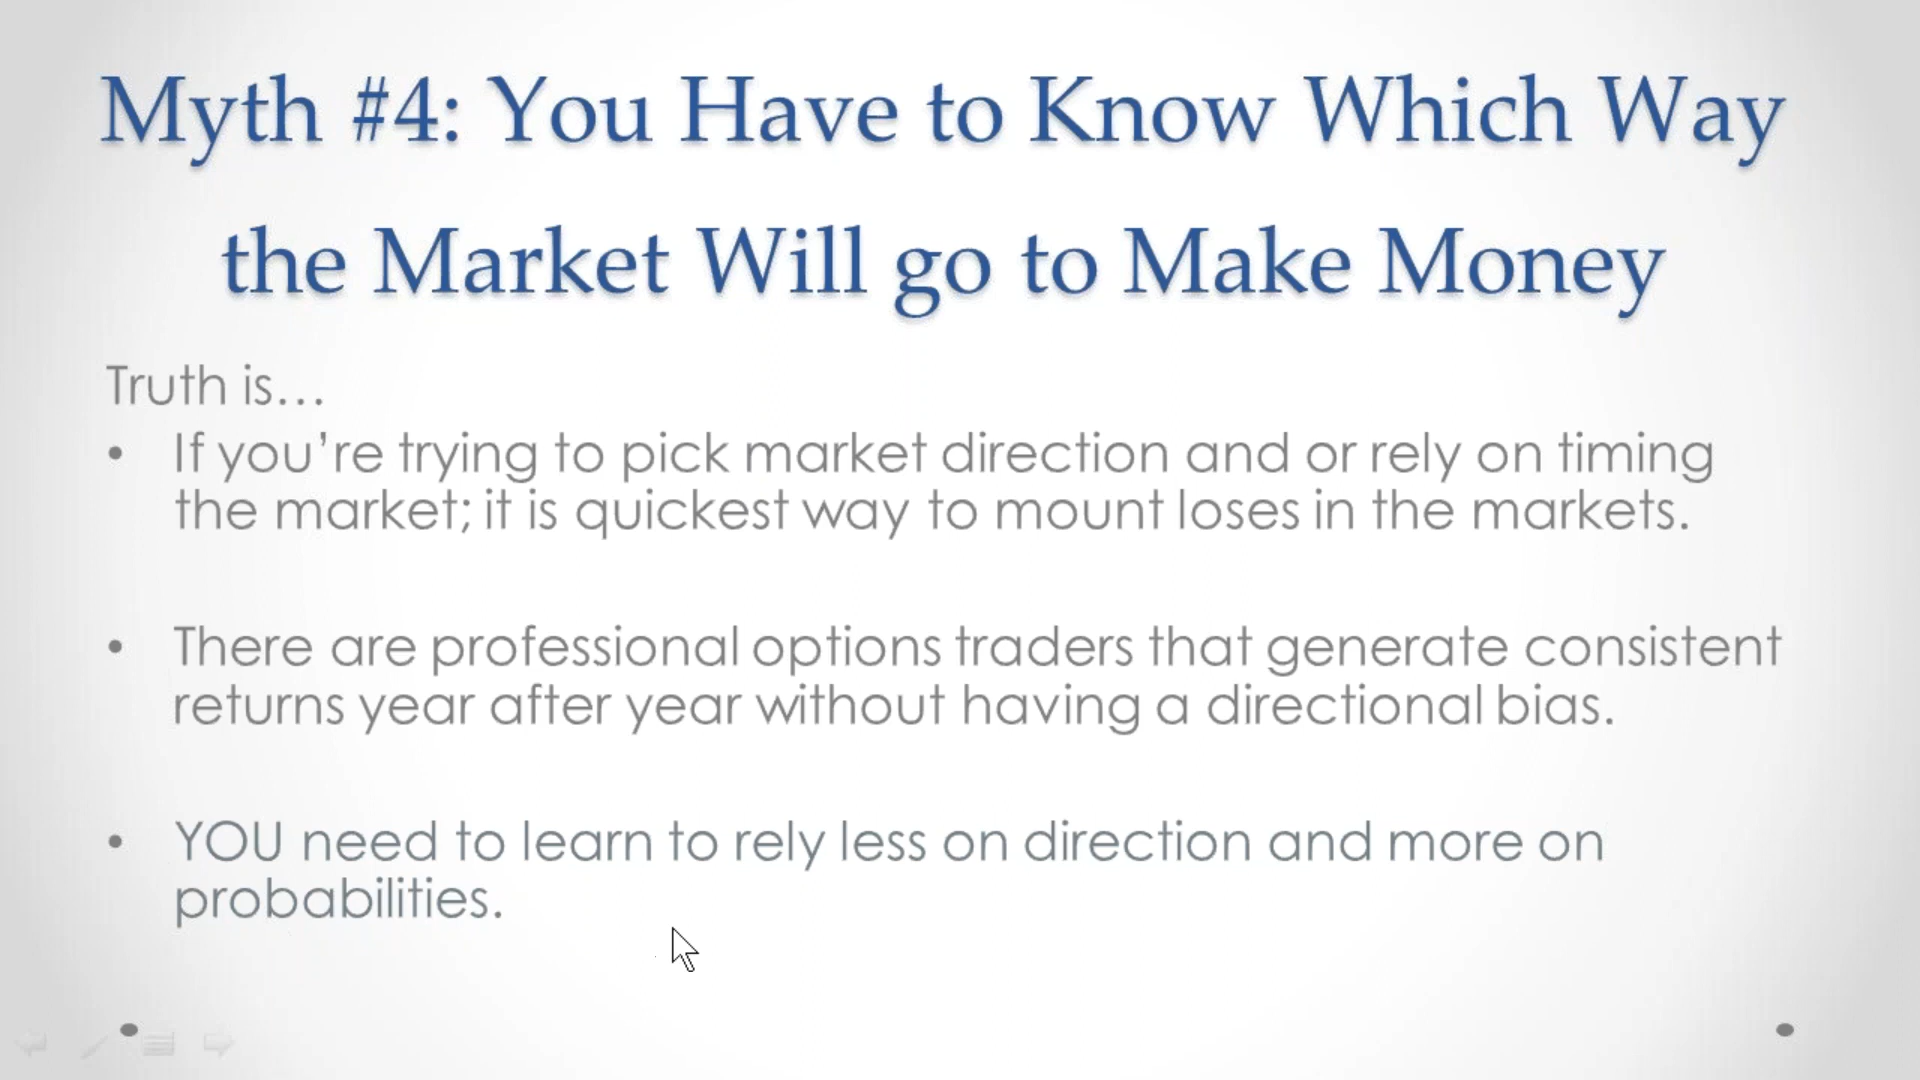 Myth #4: You Have to Know Which Way
the Market Will go to Make Money
Truth is…
• If you’re trying to pick market direction and or rely on timing
the market; it is quickest way to mount loses in the markets.
• There are professional options traders that generate consistent
returns year after year without having a directional bias.
• YOU need to learn to rely less on direction and more on
probabilities.